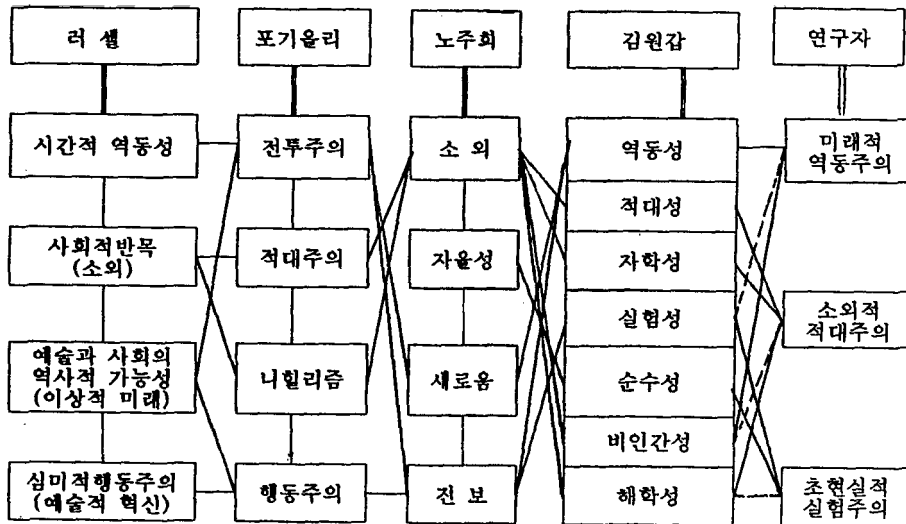 러 셀
포기올리
노주희
김원갑
연구자
시간적 역동성
사회적반목
(소외)
예술과 사회의
역사적 가능성
(이상적 미래)
심미적행동주의
(예술적 혁신)
전투주의
적대주의
니힐리즘
행동주의
소 외
자율성
새로움
진 보
역동성
적대성
자학성
실험성
순수성
비인간성
해학성
미래적
역동주의
소외적
적대주의
초현실적
실험주의